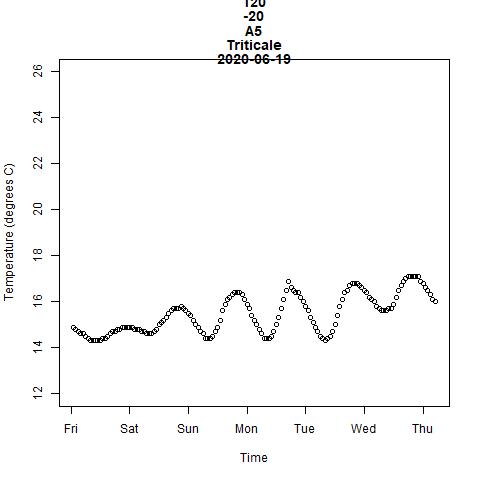 120
-20
A5
Triticale
2020-06-19
Temperature (degrees C)
26
24
22
20
18
16
14
12
Fri Sat Sun Mon Tue Wed Thu
Time